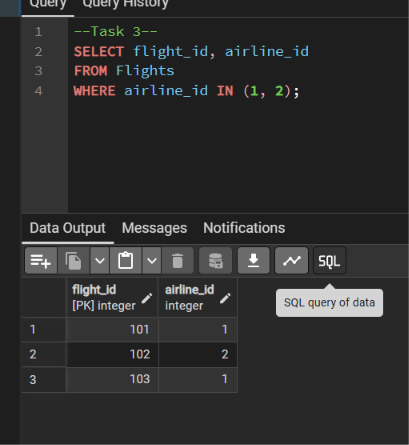 Query Query History
1 --Task 3--
2 SELECT flight_id, airline_id
3 FROM Flights
4 WHERE airline_id IN (1, 2);
Data Output Messages Notifications
SQL
flight_id airline_id
[PK] integer integer
SQL query of data
1 101 1
2 102 2
3 103 1